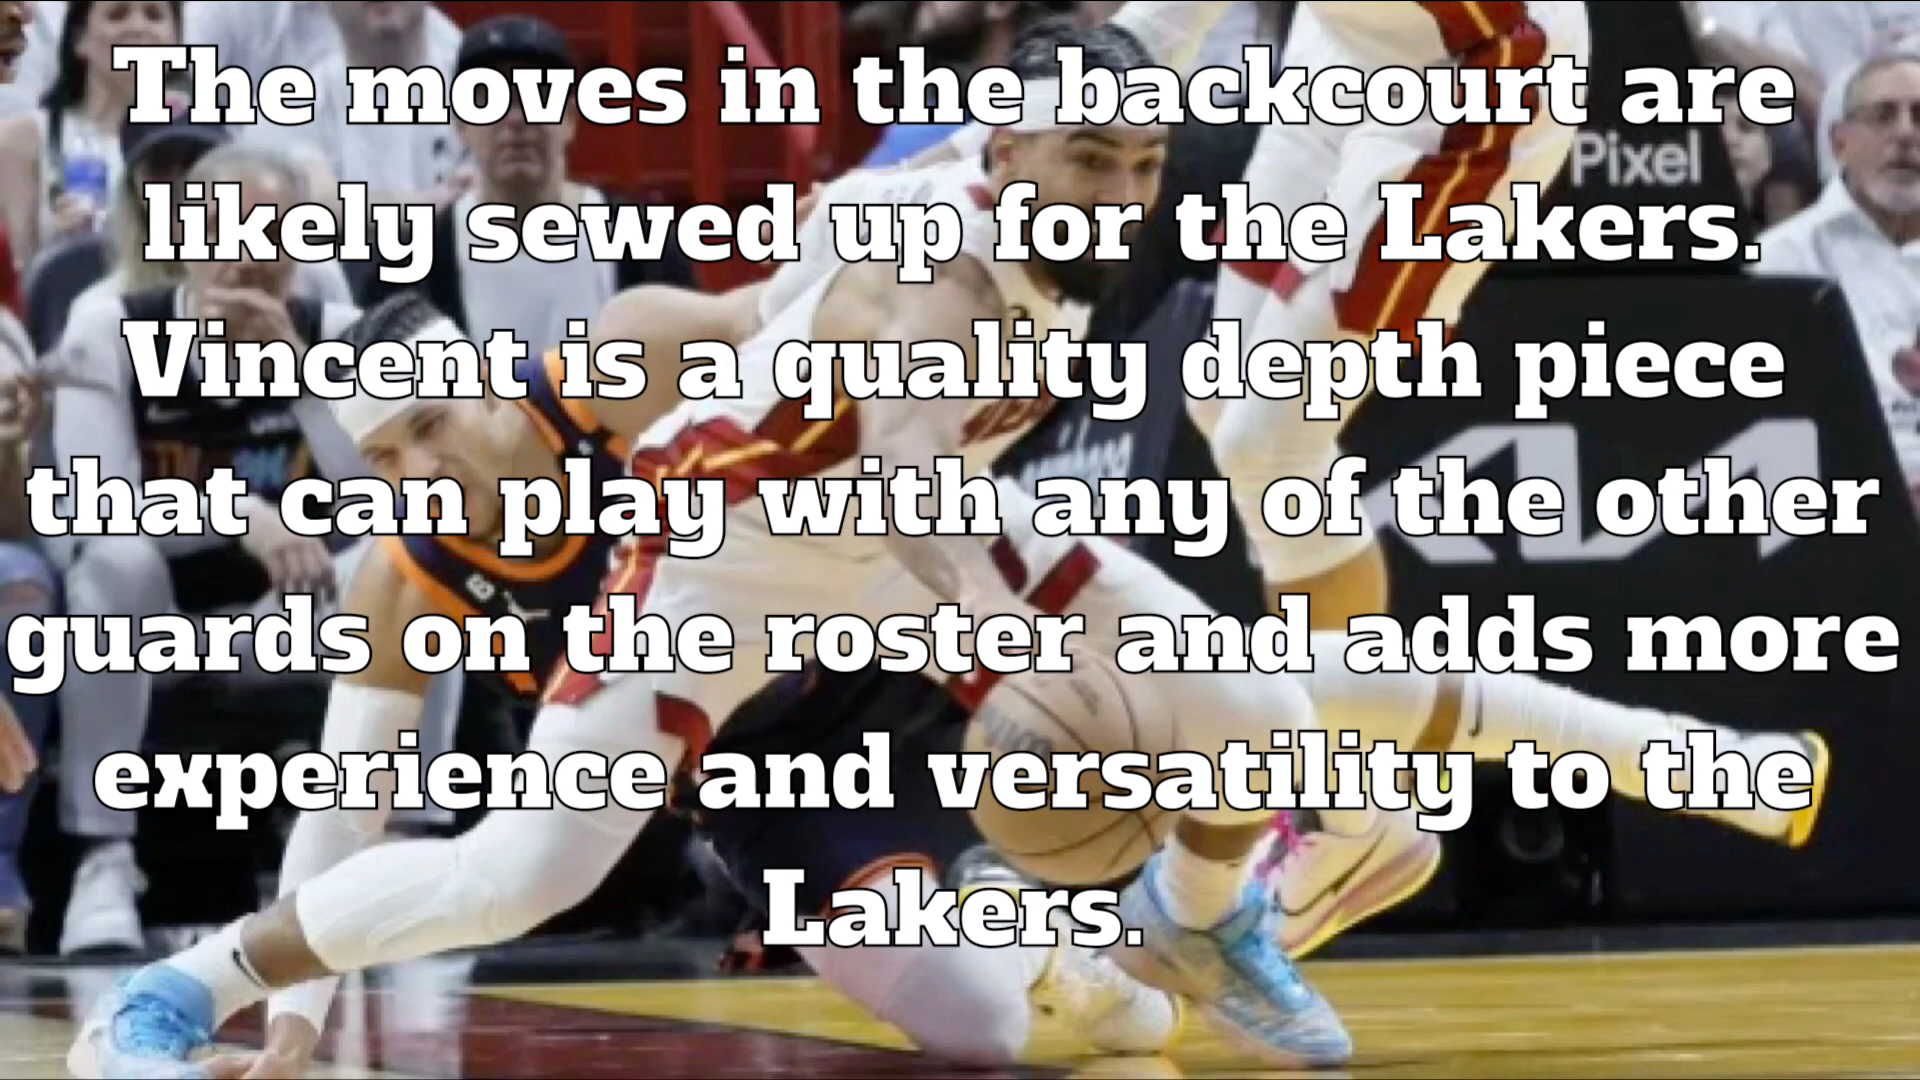 The moves in the backcourt are
Pixel
likely sewed up for the Lakers.
Vincent is a quality depth piece
that can play with any of the other
guards on the roster and adds more
experience and versatility to the
Lakers.